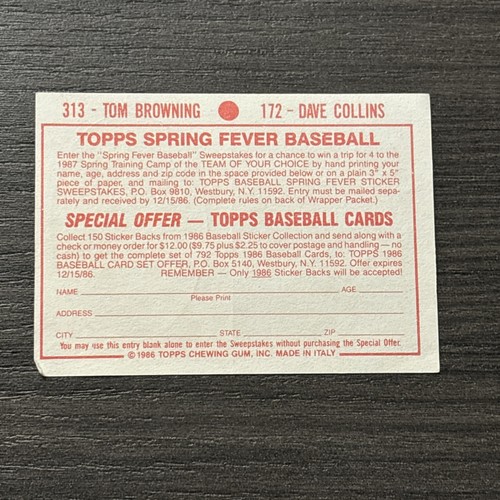 313 - TOM BROWNING 172 - DAVE COLLINS
TOPPS SPRING FEVER BASEBALL
Enter the "Spring Fever Baseball" Sweepstakes for a chance to win a trip for 4 to the
1987 Spring Training Camp of the TEAM OF YOUR CHOICE by hand printing your
name, age, address and zip code in the space provided below or on a plain 3" x 5"
piece of paper, and mailing to: TOPPS BASEBALL SPRING FEVER STICKER
SWEEPSTAKES, P.O. Box 9810, Westbury, N.Y. 11592. Entry must be mailed sepa-
rately and received by 12/15/86. (Complete rules on back of Wrapper Packet.)
SPECIAL OFFER — TOPPS BASEBALL CARDS
Collect 150 Sticker Backs from 1986 Baseball Sticker Collection and send along with a
check or money order for $12.00 ($9.75 plus $2.25 to cover postage and handling — no
cash) to get the complete set of 792 Topps 1986 Baseball Cards, to: TOPPS 1986
BASEBALL CARD SET OFFER, P.O. Box 5140, Westbury, N.Y. 11592. Offer expires
12/15/86. REMEMBER — Only 1986 Sticker Backs will be accepted!
NAME AGE
Please Print
ADDRESS
CITY STATE ZIP
You may use this entry blank alone to enter the Sweepstakes without purchasing the Special Offer.
© 1986 TOPPS CHEWING GUM, INC. MADE IN ITALY